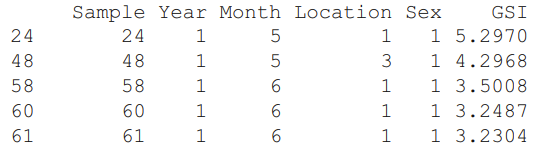 Sample Year Month Location Sex GSI
24 24 1 5 1 1 5.2970
48 48 1 5 3 1 4.2968
58 58 1 6 1 1 3.5008
60 60 1 6 1 1 3.2487
61 61 1 6 1 1 3.2304